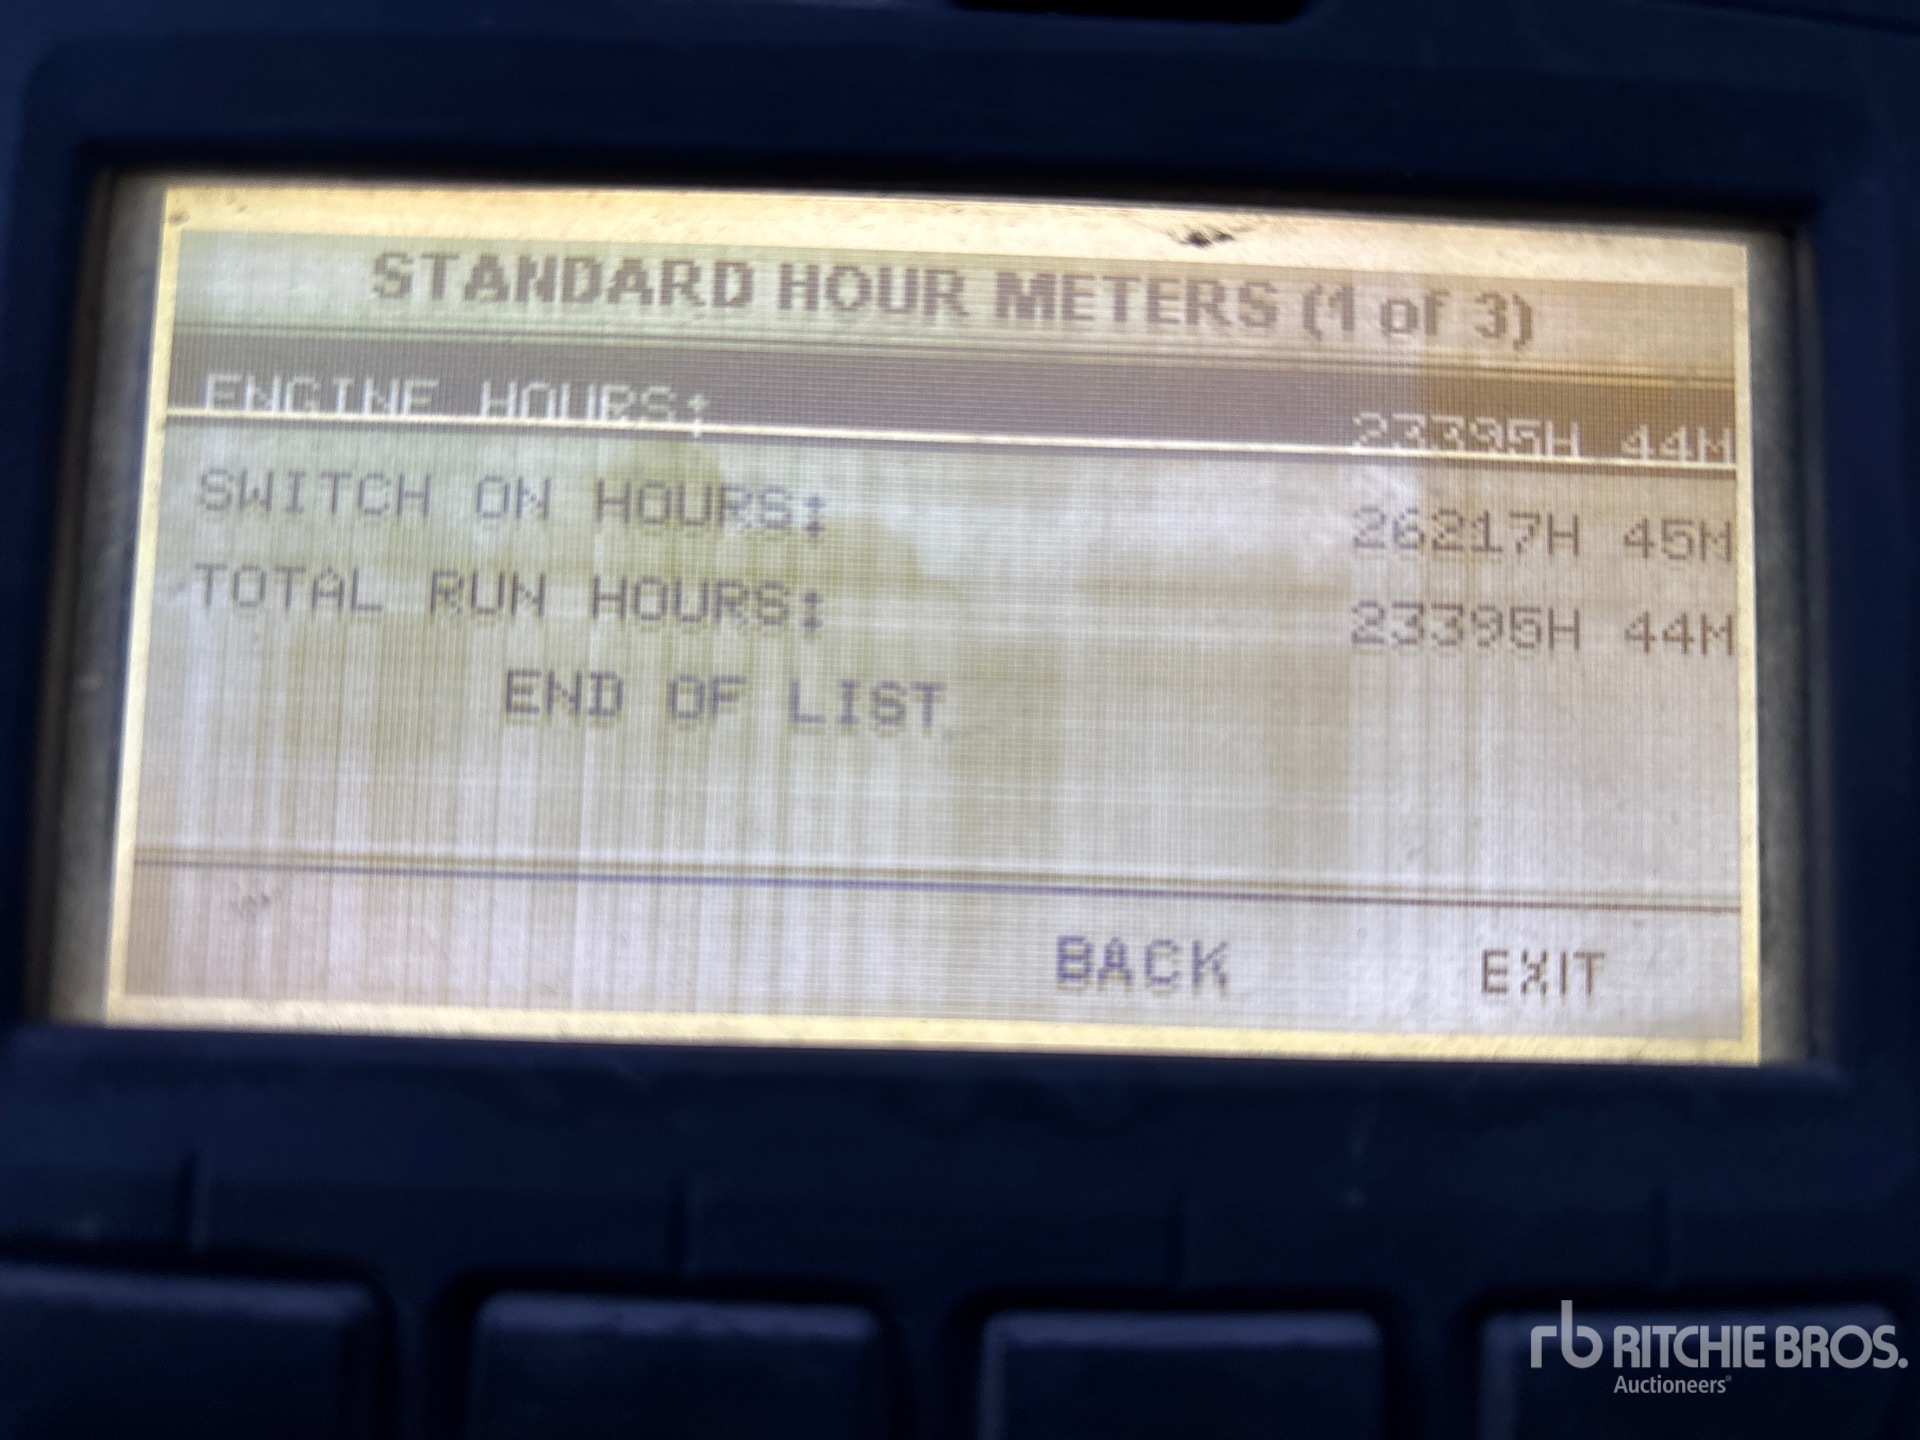 STANDARD HOUR METERS (1 of 3)
ENGINE HOURS: 23395H 44M
SWITCH ON HOURS: 26217H 45M
TOTAL RUN HOURS: 23395H 44M
END OF LIST
BACK EXIT
rb RITCHIE BROS.
Auctioneers®